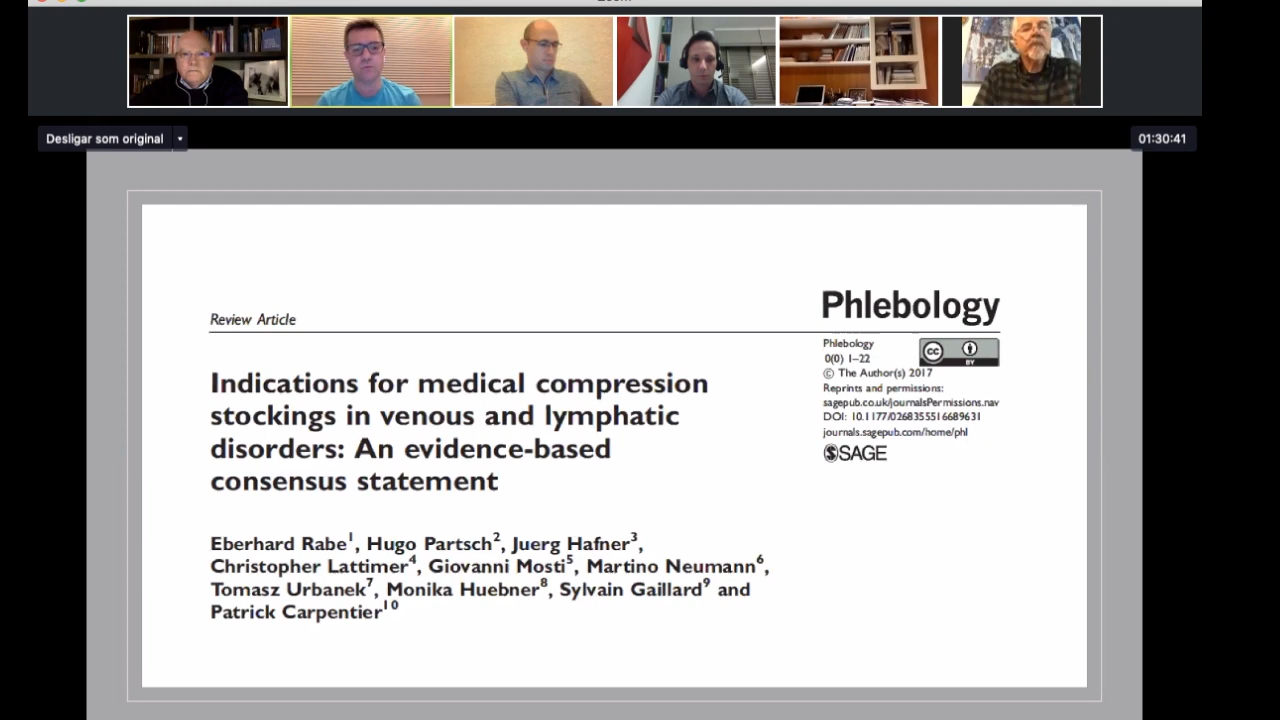 Desligar som original
01:30:41
Review Article
Phlebology
Phlebology
0(0) 1–22
© The Author(s) 2017
Reprints and permissions:
sagepub.co.uk/journalsPermissions.nav
DOI: 10.1177/0268355516689631
journals.sagepub.com/home/phl
cc
BY
SAGE
Indications for medical compression
stockings in venous and lymphatic
disorders: An evidence-based
consensus statement
Eberhard Rabe1, Hugo Partsch2, Juerg Hafner3,
Christopher Lattimer4, Giovanni Mosti5, Martino Neumann6,
Tomasz Urbanek7, Monika Huebner8, Sylvain Gaillard9 and
Patrick Carpentier10